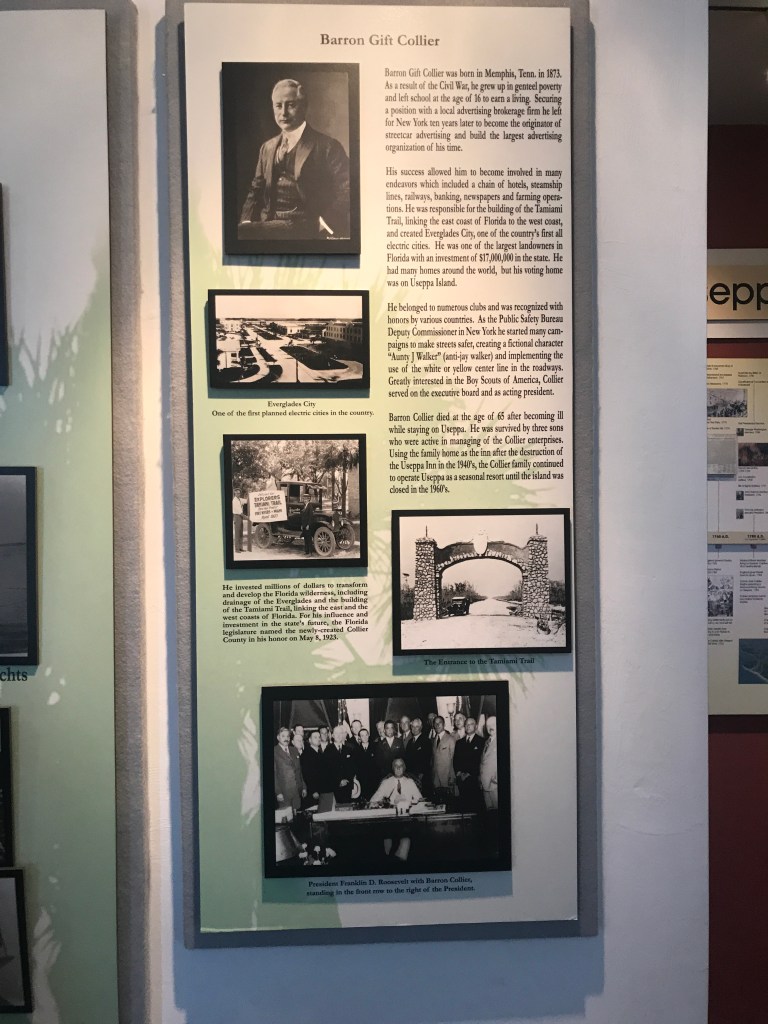 Barron Gift Collier
Barron Gift Collier was born in Memphis, Tenn. in 1873.
As a result of the Civil War, he grew up in genteel poverty
and left school at the age of 16 to earn a living. Securing
a position with a local advertising brokerage firm he left
for New York ten years later to become the originator of
streetcar advertising and build the largest advertising
organization of his time.
His success allowed him to become involved in many
endeavors which included a chain of hotels, steamship
lines, railways, banking, newspapers and farming opera-
tions. He was responsible for the building of the Tamiami
Trail, linking the east coast of Florida to the west coast,
and created Everglades City, one of the country's first all
electric cities. He was one of the largest landowners in
Florida with an investment of $17,000,000 in the state. He
had many homes around the world, but his voting home
was on Useppa Island.
He belonged to numerous clubs and was recognized with
honors by various countries. As the Public Safety Bureau
Deputy Commissioner in New York he started many cam-
paigns to make streets safer, creating a fictional character
"Aunty J Walker" (anti-jay walker) and implementing the
use of the white or yellow center line in the roadways.
Greatly interested in the Boy Scouts of America, Collier
served on the executive board and as acting president.
Barron Collier died at the age of 65 after becoming ill
while staying on Useppa. He was survived by three sons
who were active in managing of the Collier enterprises.
Using the family home as the inn after the destruction of
the Useppa Inn in the 1940's, the Collier family continued
to operate Useppa as a seasonal resort until the island was
closed in the 1960's.
Everglades City
One of the first planned electric cities in the country.
EXPLORERS
TAMIAMI TRAIL
He invested millions of dollars to transform
and develop the Florida wilderness, including
drainage of the Everglades and the building
of the Tamiami Trail, linking the east and the
west coasts of Florida. For his influence and
investment in the state's future, the Florida
legislature named the newly-created Collier
County in his honor on May 8, 1923.
The Entrance to the Tamiami Trail
President Franklin D. Roosevelt with Barron Collier,
standing in the front row to the right of the President.
chts
sepp